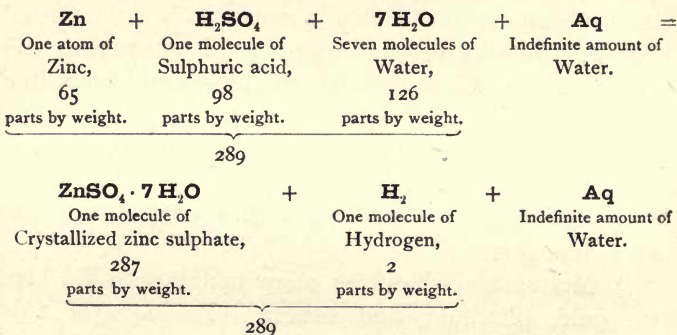 Zn + H₂SO₄ + 7 H₂O + Aq =
One atom of One molecule of Seven molecules of Indefinite amount of
Zinc, Sulphuric acid, Water, Water.
65 98 126
parts by weight. parts by weight. parts by weight.
289
ZnSO₄ · 7 H₂O + H₂ + Aq
One molecule of One molecule of Indefinite amount of
Crystallized zinc sulphate, Hydrogen, Water.
287 2
parts by weight. parts by weight.
289